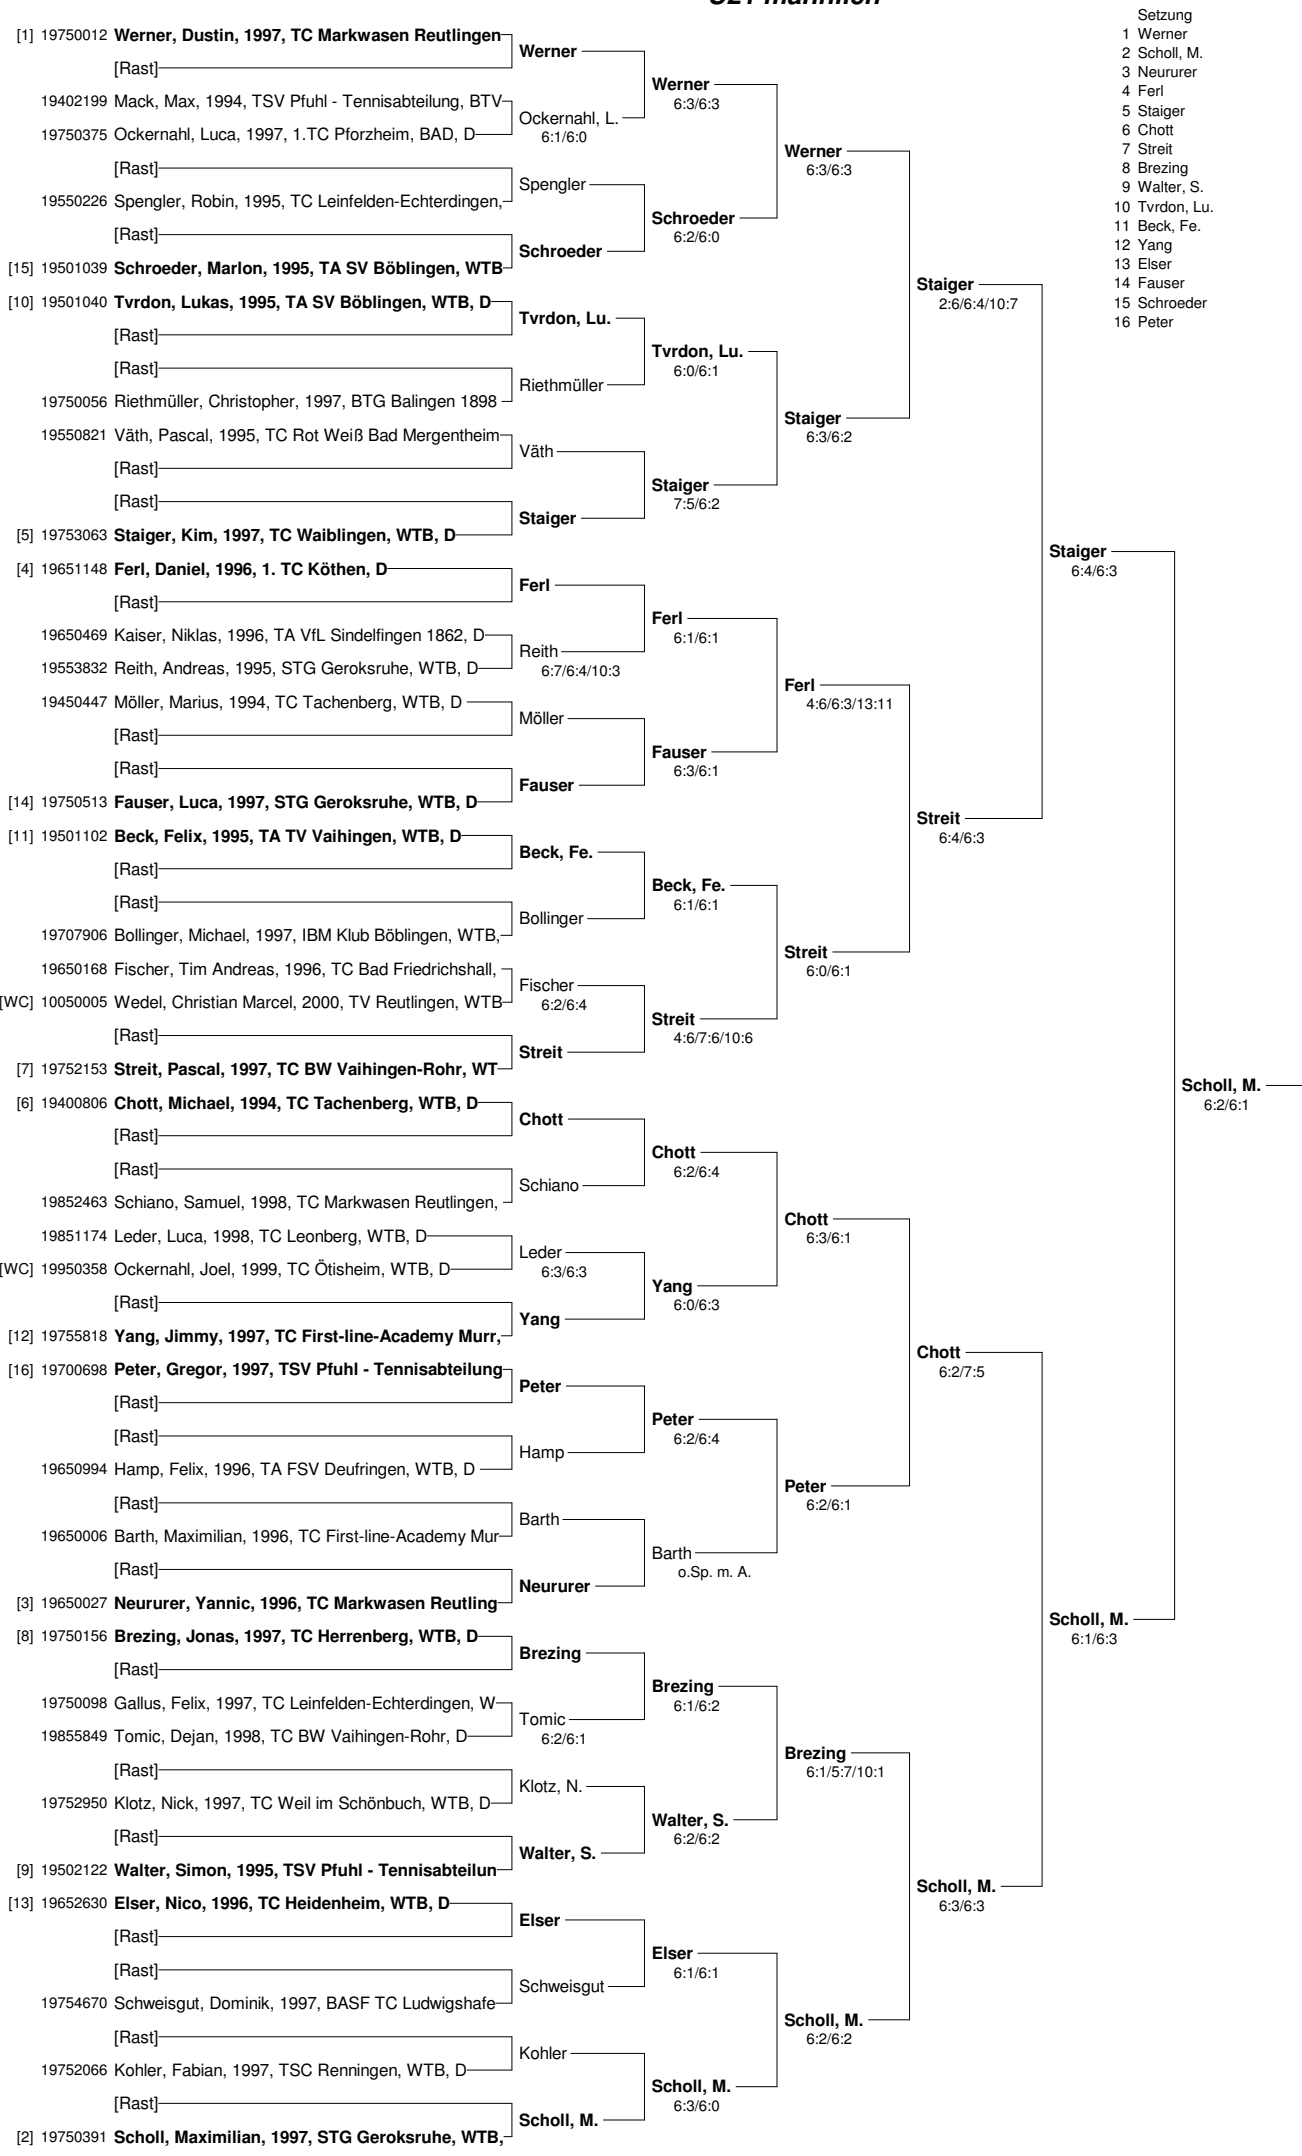 Setzung
1 Werner
2 Scholl, M.
3 Neururer
4 Ferl
5 Staiger
6 Chott
7 Streit
8 Brezing
9 Walter, S.
10 Tvrdon, Lu.
11 Beck, Fe.
12 Yang
13 Elser
14 Fauser
15 Schroeder
16 Peter
[1] 19750012 Werner, Dustin, 1997, TC Markwasen Reutlingen
[Rast]
19402199 Mack, Max, 1994, TSV Pfuhl - Tennisabteilung, BTV
19750375 Ockernahl, Luca, 1997, 1.TC Pforzheim, BAD, D
[Rast]
19550226 Spengler, Robin, 1995, TC Leinfelden-Echterdingen,
[Rast]
[15] 19501039 Schroeder, Marlon, 1995, TA SV Böblingen, WTB
[10] 19501040 Tvrdon, Lukas, 1995, TA SV Böblingen, WTB, D
[Rast]
[Rast]
19750056 Riethmüller, Christopher, 1997, BTG Balingen 1898
19550821 Väth, Pascal, 1995, TC Rot Weiß Bad Mergentheim
[Rast]
[Rast]
[5] 19753063 Staiger, Kim, 1997, TC Waiblingen, WTB, D
[4] 19651148 Ferl, Daniel, 1996, 1. TC Köthen, D
[Rast]
19650469 Kaiser, Niklas, 1996, TA VfL Sindelfingen 1862, D
19553832 Reith, Andreas, 1995, STG Geroksruhe, WTB, D
19450447 Möller, Marius, 1994, TC Tachenberg, WTB, D
[Rast]
[Rast]
[14] 19750513 Fauser, Luca, 1997, STG Geroksruhe, WTB, D
[11] 19501102 Beck, Felix, 1995, TA TV Vaihingen, WTB, D
[Rast]
[Rast]
19707906 Bollinger, Michael, 1997, IBM Klub Böblingen, WTB,
19650168 Fischer, Tim Andreas, 1996, TC Bad Friedrichshall,
[WC] 10050005 Wedel, Christian Marcel, 2000, TV Reutlingen, WTB
[Rast]
[7] 19752153 Streit, Pascal, 1997, TC BW Vaihingen-Rohr, WT
[6] 19400806 Chott, Michael, 1994, TC Tachenberg, WTB, D
[Rast]
[Rast]
19852463 Schiano, Samuel, 1998, TC Markwasen Reutlingen,
19851174 Leder, Luca, 1998, TC Leonberg, WTB, D
[WC] 19950358 Ockernahl, Joel, 1999, TC Ötisheim, WTB, D
[Rast]
[12] 19755818 Yang, Jimmy, 1997, TC First-line-Academy Murr,
[16] 19700698 Peter, Gregor, 1997, TSV Pfuhl - Tennisabteilung
[Rast]
[Rast]
19650994 Hamp, Felix, 1996, TA FSV Deufringen, WTB, D
[Rast]
19650006 Barth, Maximilian, 1996, TC First-line-Academy Mur
[Rast]
[3] 19650027 Neururer, Yannic, 1996, TC Markwasen Reutling
[8] 19750156 Brezing, Jonas, 1997, TC Herrenberg, WTB, D
[Rast]
19750098 Gallus, Felix, 1997, TC Leinfelden-Echterdingen, W
19855849 Tomic, Dejan, 1998, TC BW Vaihingen-Rohr, D
[Rast]
19752950 Klotz, Nick, 1997, TC Weil im Schönbuch, WTB, D
[Rast]
[9] 19502122 Walter, Simon, 1995, TSV Pfuhl - Tennisabteilun
[13] 19652630 Elser, Nico, 1996, TC Heidenheim, WTB, D
[Rast]
[Rast]
19754670 Schweisgut, Dominik, 1997, BASF TC Ludwigshafe
[Rast]
19752066 Kohler, Fabian, 1997, TSC Renningen, WTB, D
[Rast]
[2] 19750391 Scholl, Maximilian, 1997, STG Geroksruhe, WTB,
Werner
Ockernahl, L.
6:1/6:0
Spengler
Schroeder
Tvrdon, Lu.
Riethmüller
Väth
Staiger
Ferl
Reith
6:7/6:4/10:3
Möller
Fauser
Beck, Fe.
Bollinger
Fischer
6:2/6:4
Streit
Chott
Schiano
Leder
6:3/6:3
Yang
Peter
Hamp
Barth
Neururer
Brezing
Tomic
6:2/6:1
Klotz, N.
Walter, S.
Elser
Schweisgut
Kohler
Scholl, M.
Werner
6:3/6:3
Schroeder
6:2/6:0
Tvrdon, Lu.
6:0/6:1
Staiger
7:5/6:2
Ferl
6:1/6:1
Fauser
6:3/6:1
Beck, Fe.
6:1/6:1
Streit
4:6/7:6/10:6
Chott
6:2/6:4
Yang
6:0/6:3
Peter
6:2/6:4
Barth
o.Sp. m. A.
Brezing
6:1/6:2
Walter, S.
6:2/6:2
Elser
6:1/6:1
Scholl, M.
6:3/6:0
Werner
6:3/6:3
Staiger
6:3/6:2
Ferl
4:6/6:3/13:11
Streit
6:0/6:1
Chott
6:3/6:1
Peter
6:2/6:1
Brezing
6:1/5:7/10:1
Scholl, M.
6:2/6:2
Staiger
2:6/6:4/10:7
Streit
6:4/6:3
Chott
6:2/7:5
Scholl, M.
6:3/6:3
Staiger
6:4/6:3
Scholl, M.
6:1/6:3
Scholl, M.
6:2/6:1